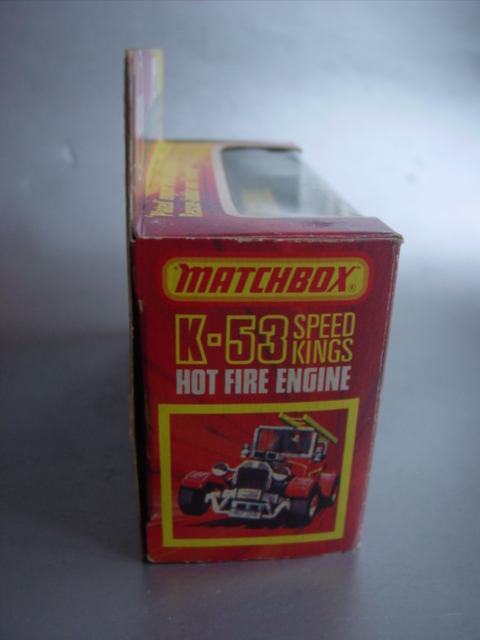 "MATCHBOX"®
K-53 SPEED KINGS
HOT FIRE ENGINE